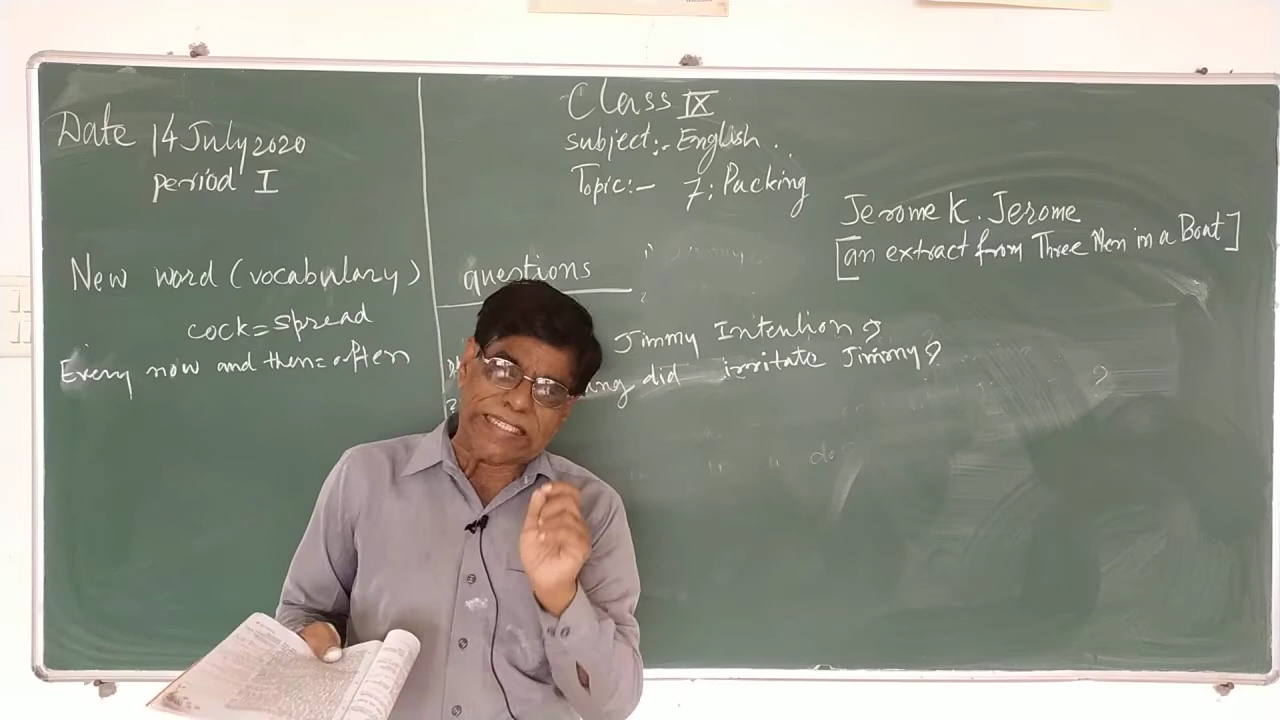 Date 14 July 2020
period I
Class IX
subject:- English
Topic:- 7: Packing
Jerome K. Jerome
[an extract from Three Men in a Boat]
New word (vocabulary)
cock = spread
Every now and then = often
questions
Jimmy Intention?
did irritate Jimmy?